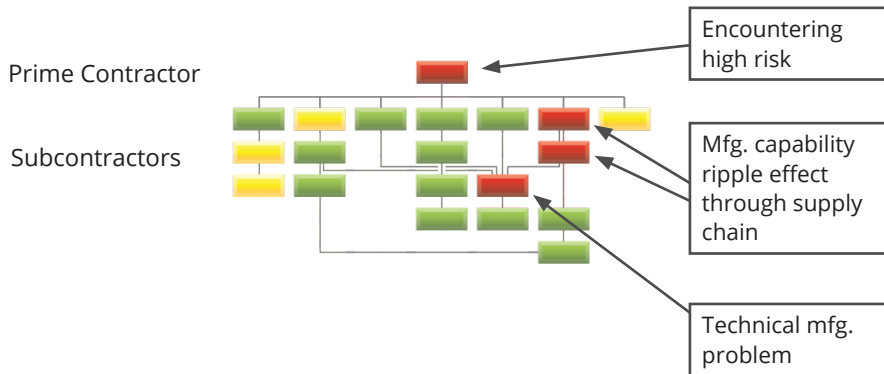 Prime Contractor
Subcontractors
Encountering
high risk
Mfg. capability
ripple effect
through supply
chain
Technical mfg.
problem